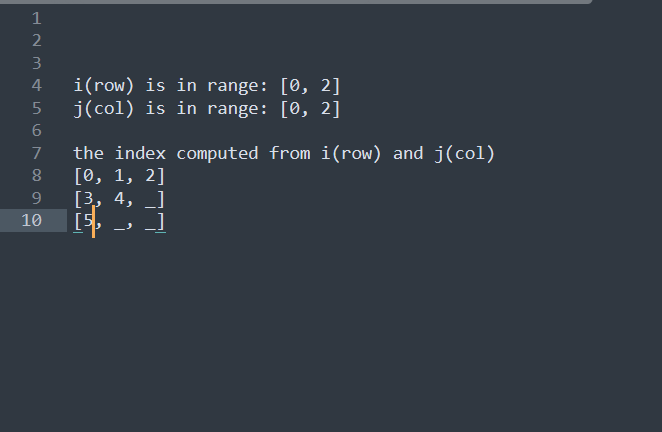 1
2
3
4 i(row) is in range: [0, 2]
5 j(col) is in range: [0, 2]
6
7 the index computed from i(row) and j(col)
8 [0, 1, 2]
9 [3, 4, _]
10 [5, _, _]